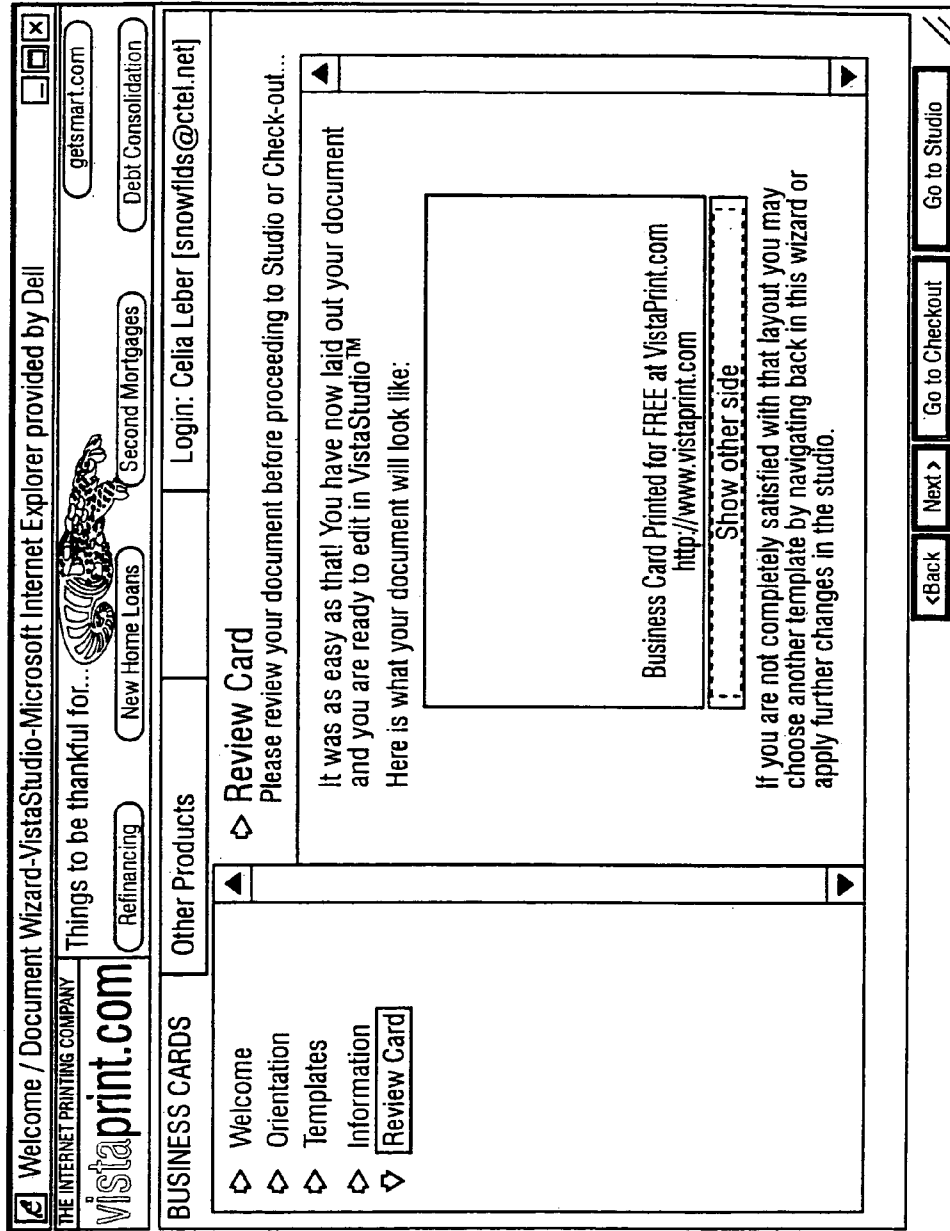 Welcome / Document Wizard-VistaStudio-Microsoft Internet Explorer provided by Dell
THE INTERNET PRINTING COMPANY
vistaprint.com
Things to be thankful for...
getsmart.com
Refinancing
New Home Loans
Second Mortgages
Debt Consolidation
BUSINESS CARDS
Other Products
Login: Celia Leber [snowflds@ctel.net]
Welcome
Orientation
Templates
Information
Review Card
Review Card
Please review your document before proceeding to Studio or Check-out...
It was as easy as that! You have now laid out your document
and you are ready to edit in VistaStudio™
Here is what your document will look like:
Business Card Printed for FREE at VistaPrint.com
http://www.vistaprint.com
Show other side
If you are not completely satisfied with that layout you may
choose another template by navigating back in this wizard or
apply further changes in the studio.
<Back
Next>
Go to Checkout
Go to Studio